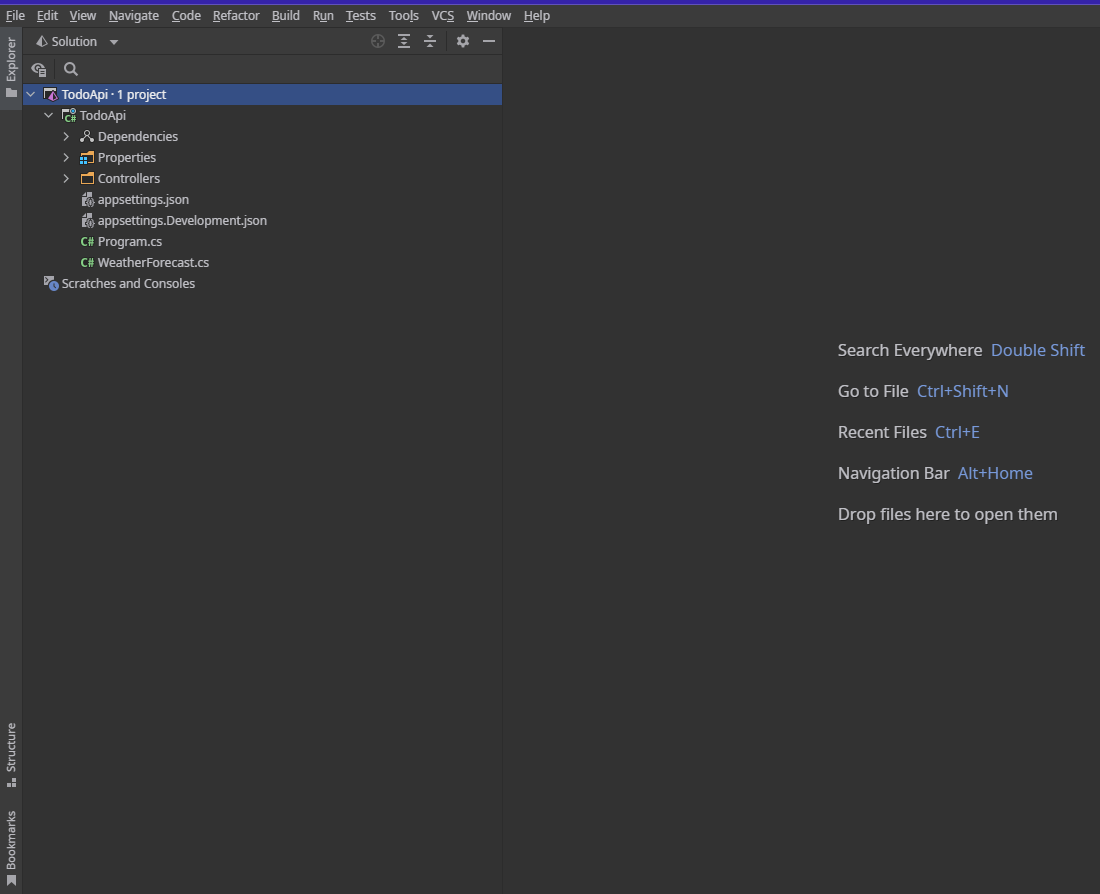 File Edit View Navigate Code Refactor Build Run Tests Tools VCS Window Help
Solution
Explorer
TodoApi · 1 project
TodoApi
Dependencies
Properties
Controllers
appsettings.json
appsettings.Development.json
C# Program.cs
C# WeatherForecast.cs
Scratches and Consoles
Search Everywhere Double Shift
Go to File Ctrl+Shift+N
Recent Files Ctrl+E
Navigation Bar Alt+Home
Drop files here to open them
Structure
Bookmarks